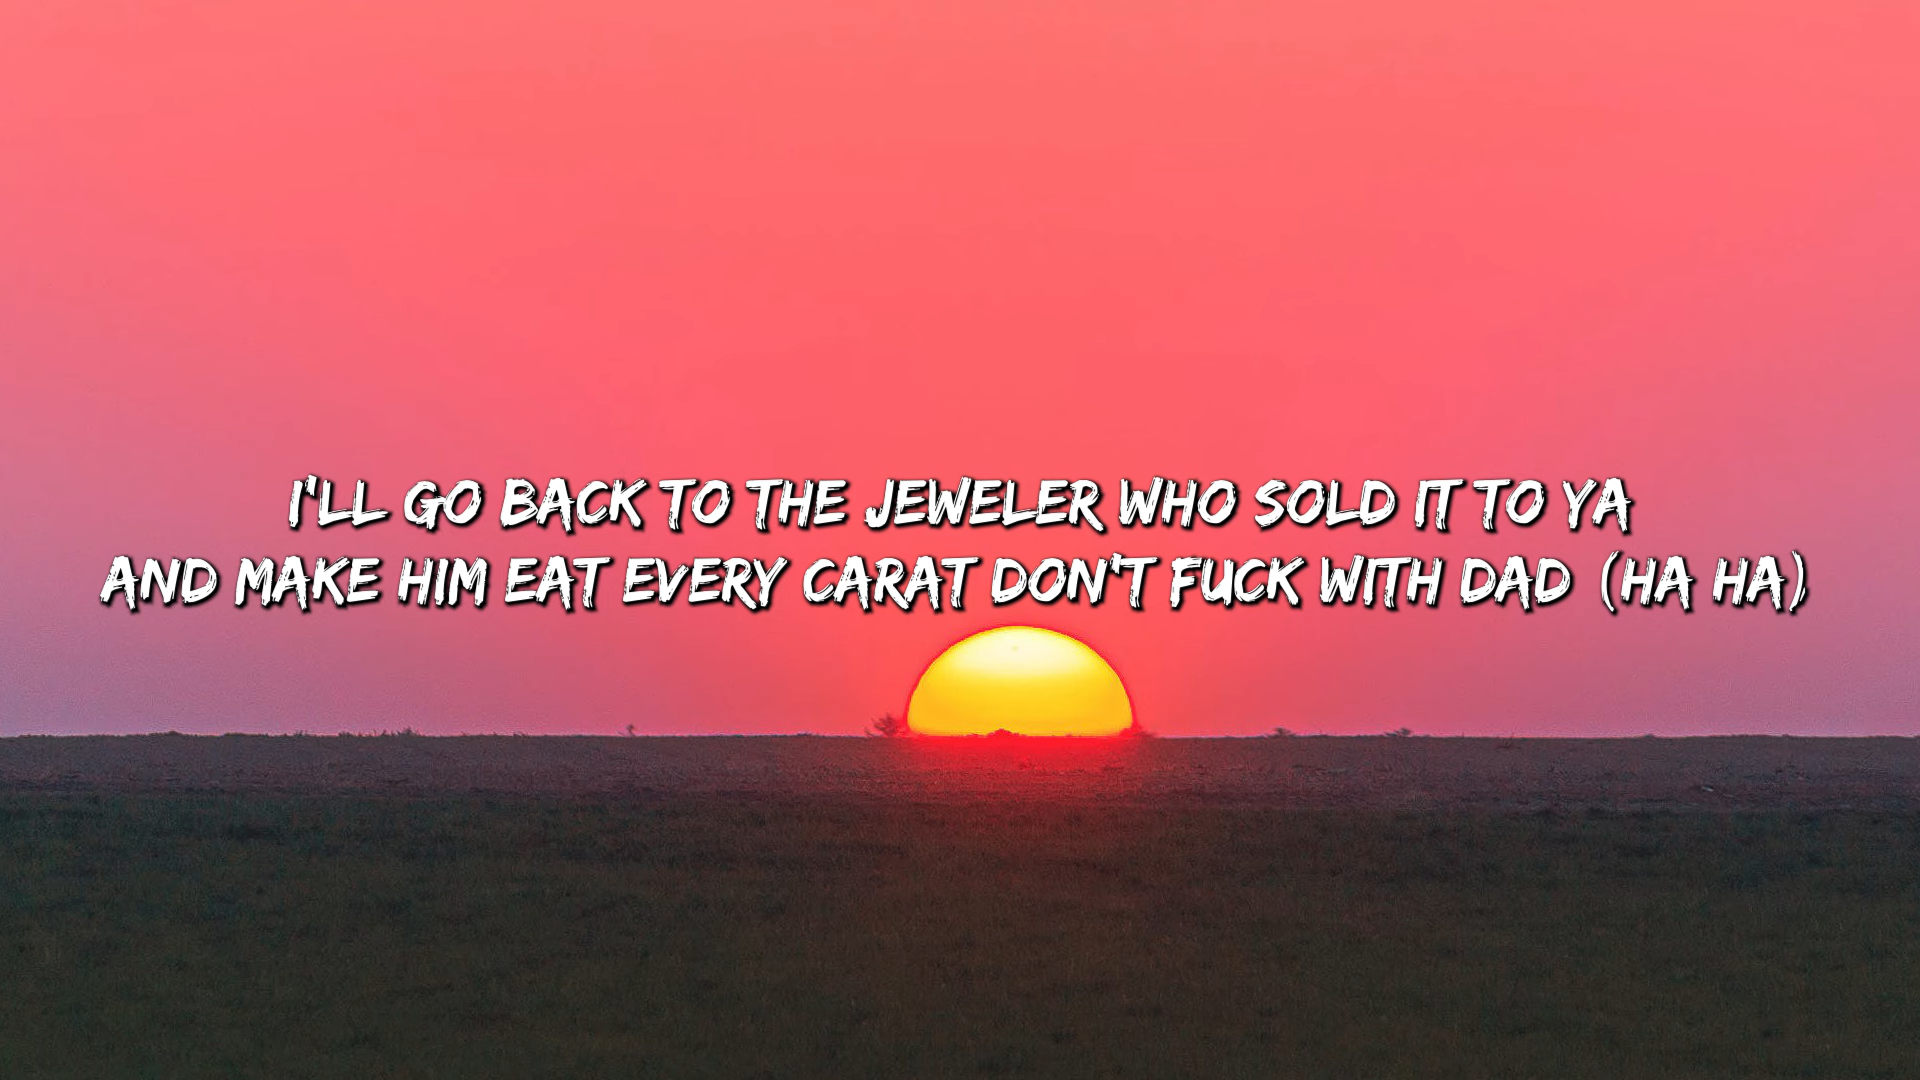 I'LL GO BACK TO THE JEWELER WHO SOLD IT TO YA
AND MAKE HIM EAT EVERY CARAT DON'T FUCK WITH DAD (HA HA)